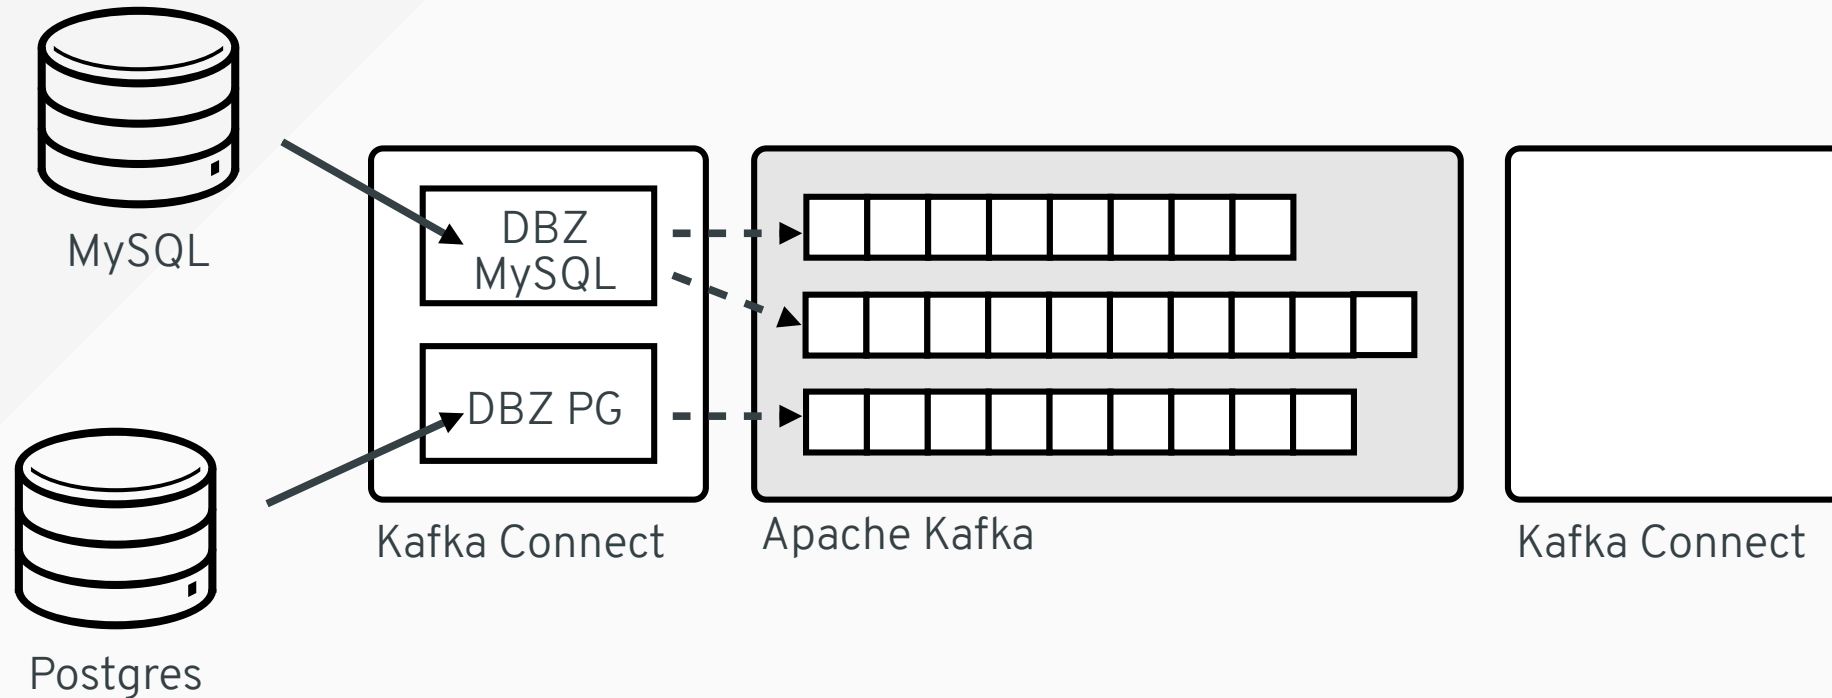 MySQL
DBZ
MySQL
DBZ PG
Kafka Connect
Apache Kafka
Kafka Connect
Postgres